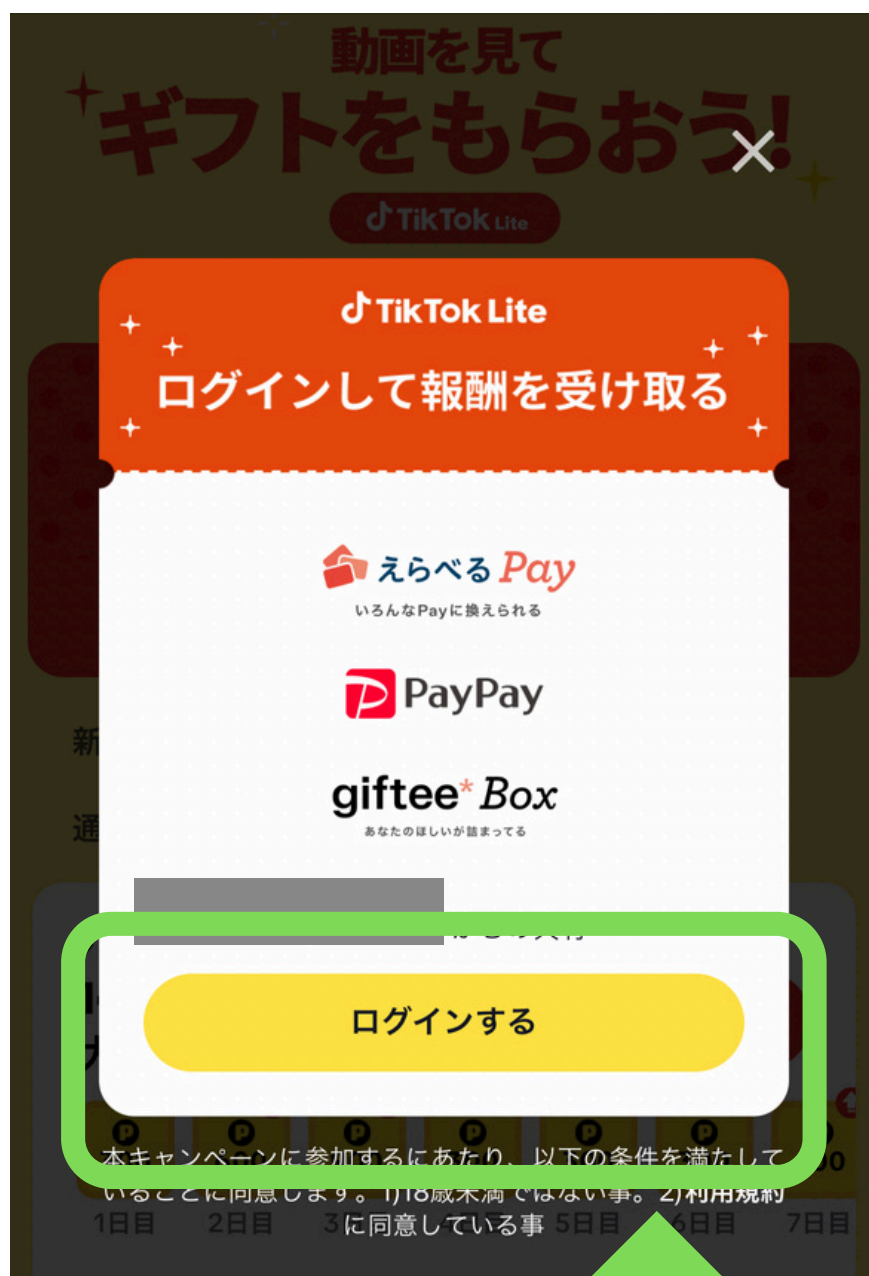 動画を見て
ギフトをもらおう!
TikTok Lite
TikTok Lite
ログインして報酬を受け取る
えらべる Pay
いろんなPayに換えられる
PayPay
giftee* Box
あなたのほしいが詰まってる
新
通
ログインする
本キャンペーンに参加するにあたり、以下の条件を満たして
いることに同意します。1)18歳未満ではない事。2)利用規約
に同意している事
1日目 2日目 5日目 6日目 7日目